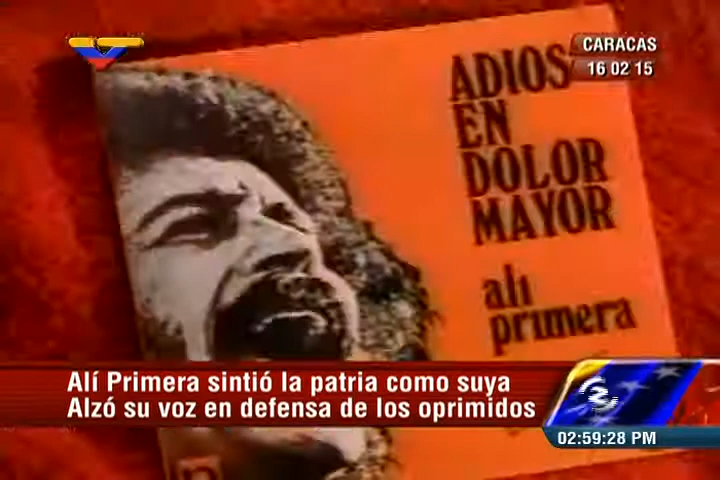 CARACAS
16 02 15
ADIOS
EN
DOLOR
MAYOR
alı
primera
Alí Primera sintió la patria como suya
Alzó su voz en defensa de los oprimidos
02:59:28 PM